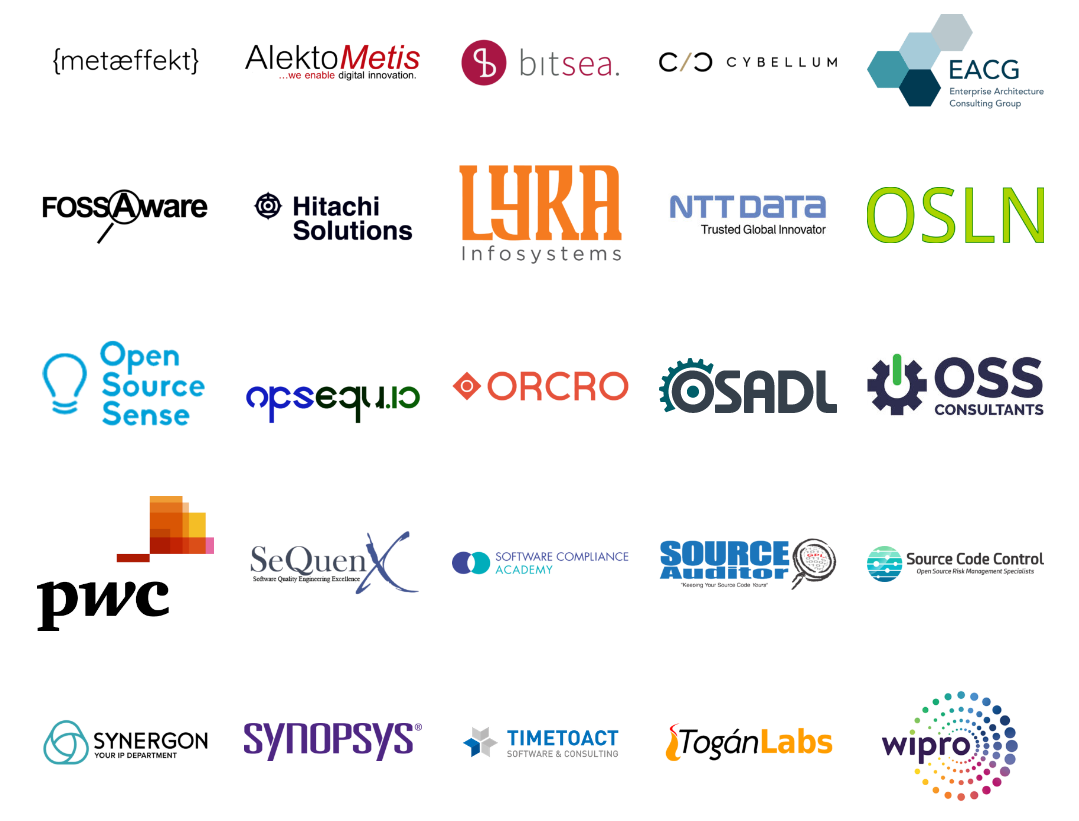 {metæffekt}
AlektoMetis
...we enable digital innovation.
bitsea.
C/C CYBELLUM
EACG
Enterprise Architecture
Consulting Group
FOSSAware
Hitachi
Solutions
LYRA
Infosystems
NTT DATA
Trusted Global Innovator
OSLN
Open
Source
Sense
opsequ.io
ORCRO
OSADL
OSS
CONSULTANTS
pwc
SeQuenX
Software Quality Engineering Excellence
SOFTWARE COMPLIANCE
ACADEMY
SOURCE
Auditor
"Keeping Your Source Code Yours"
Source Code Control
Open Source Risk Management Specialists
SYNERGON
YOUR IP DEPARTMENT
SYNOPSYS®
TIMETOACT
SOFTWARE & CONSULTING
TogánLabs
wipro